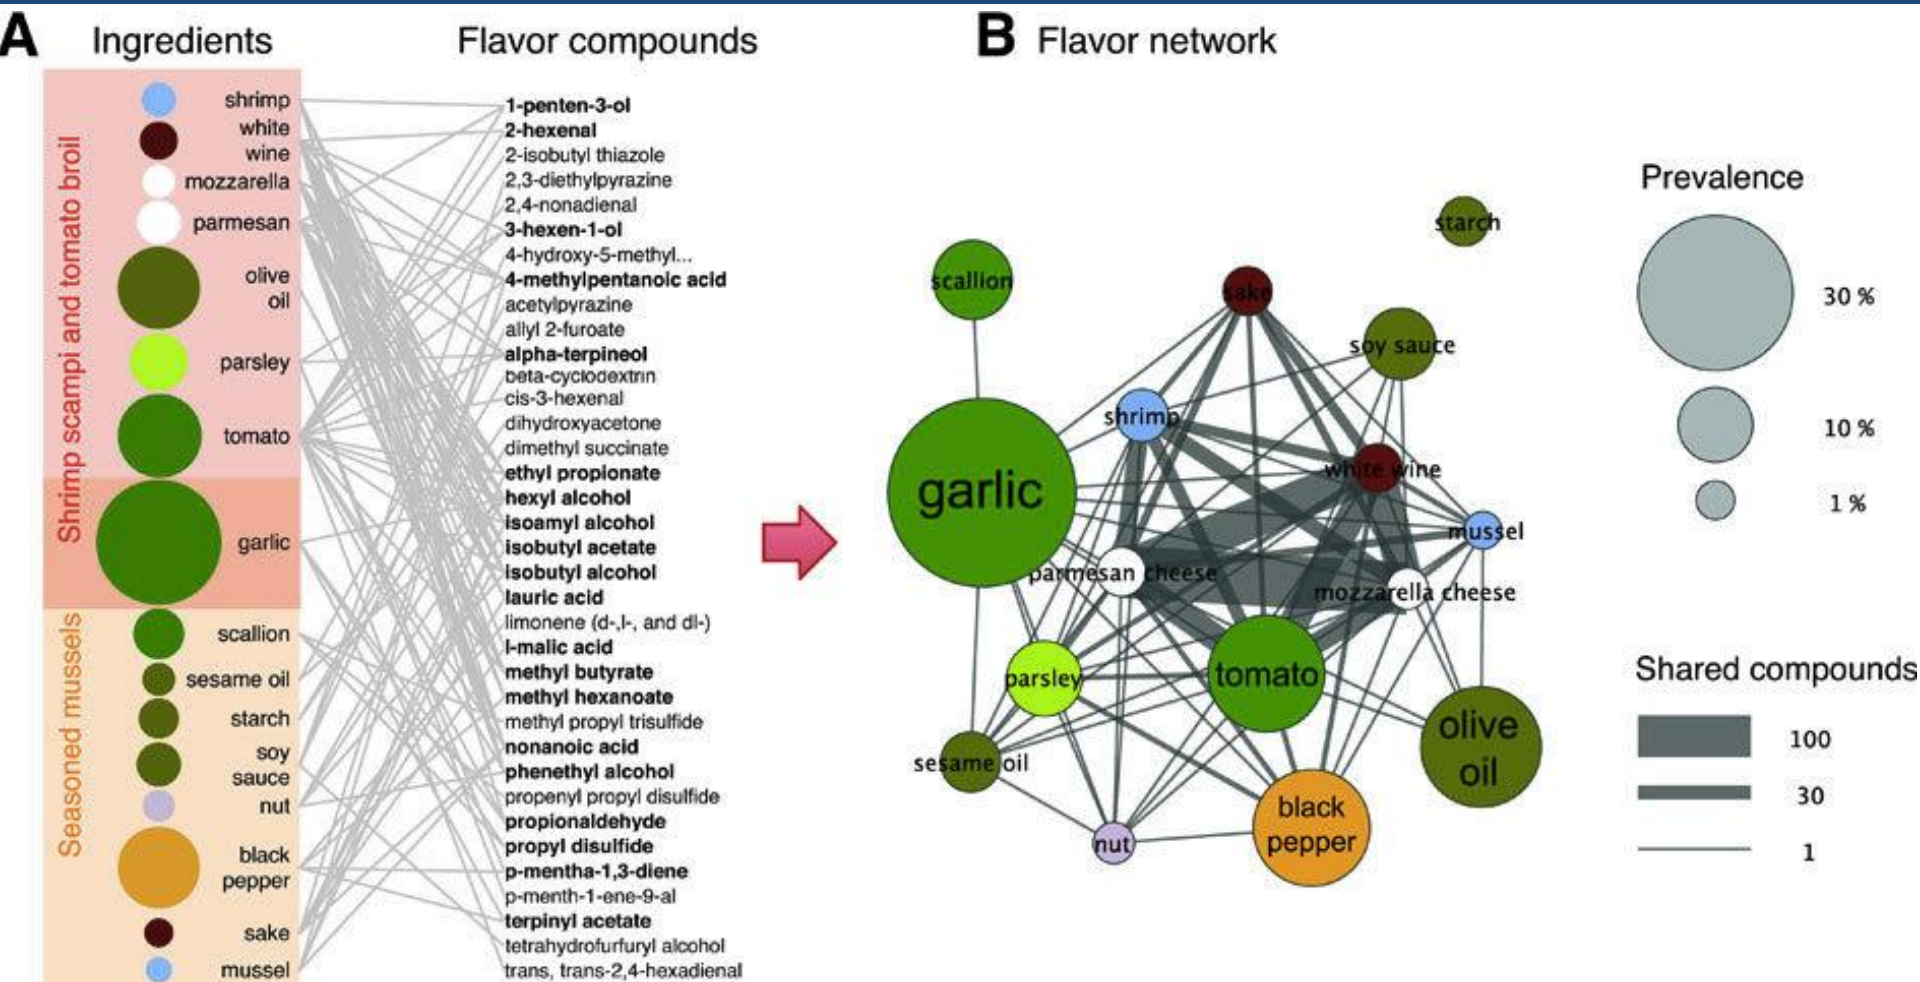 A Ingredients Flavor compounds
Shrimp scampi and tomato broil
Seasoned mussels
shrimp
white
wine
mozzarella
parmesan
olive
oil
parsley
tomato
garlic
scallion
sesame oil
starch
soy
sauce
nut
black
pepper
sake
mussel
1-penten-3-ol
2-hexenal
2-isobutyl thiazole
2,3-diethylpyrazine
2,4-nonadienal
3-hexen-1-ol
4-hydroxy-5-methyl...
4-methylpentanoic acid
acetylpyrazine
allyl 2-furoate
alpha-terpineol
beta-cyclodextrin
cis-3-hexenal
dihydroxyacetone
dimethyl succinate
ethyl propionate
hexyl alcohol
isoamyl alcohol
isobutyl acetate
isobutyl alcohol
lauric acid
limonene (d-,l-, and dl-)
l-malic acid
methyl butyrate
methyl hexanoate
methyl propyl trisulfide
nonanoic acid
phenethyl alcohol
propenyl propyl disulfide
propionaldehyde
propyl disulfide
p-mentha-1,3-diene
p-menth-1-ene-9-al
terpinyl acetate
tetrahydrofurfuryl alcohol
trans, trans-2,4-hexadienal
B Flavor network
starch
scallion
sake
soy sauce
shrimp
white wine
garlic
mussel
parmesan cheese
mozzarella cheese
parsley
tomato
olive
oil
sesame oil
black
pepper
nut
Prevalence
30 %
10 %
1 %
Shared compounds
100
30
1